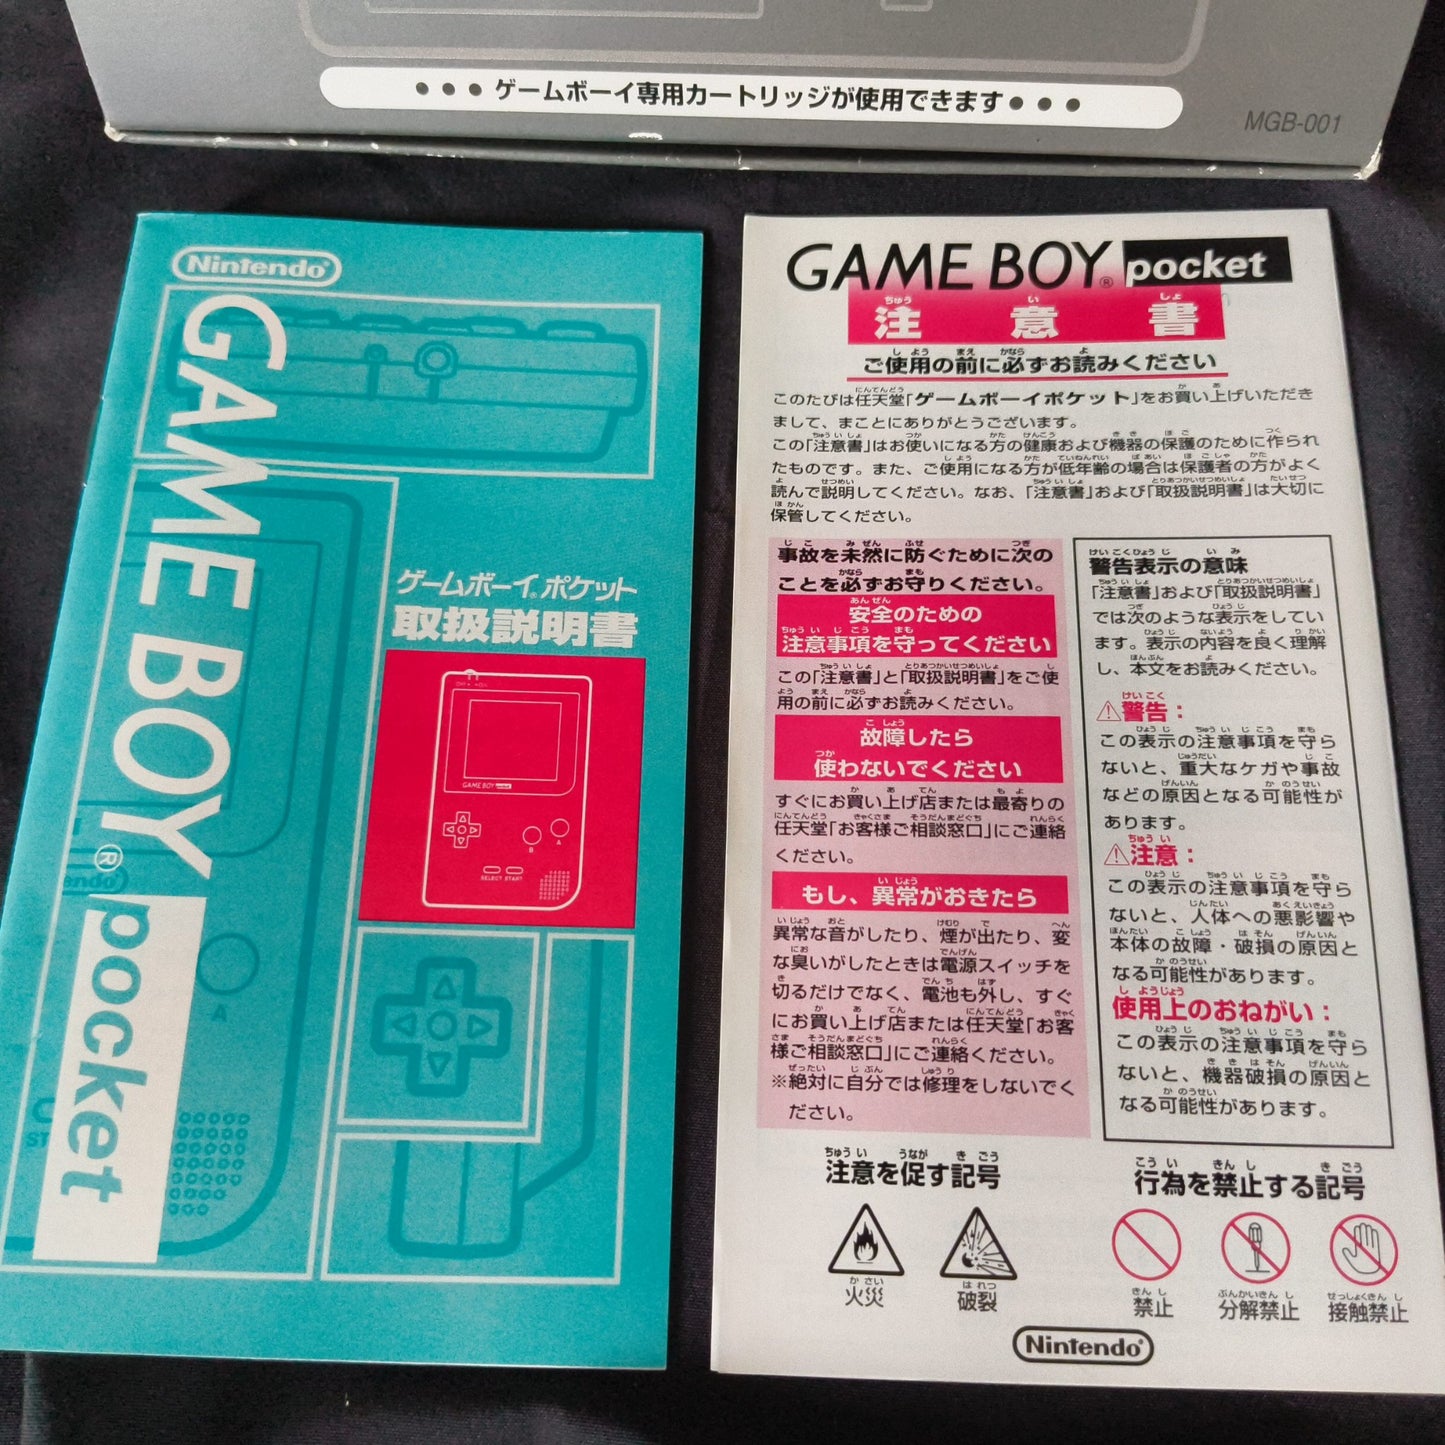 ●●●ゲームボーイ専用カートリッジが使用できます●●●
MGB-001
Nintendo
GAME BOY pocket
ゲームボーイ®ポケット
取扱説明書
OFF ON
GAME BOY pocket
B A
SELECT START
A
GAME BOY® pocket
注意書
ご使用の前に必ずお読みください
このたびは任天堂「ゲームボーイポケット」をお買い上げいただき
まして、まことにありがとうございます。
この「注意書」はお使いになる方の健康および機器の保護のために作られ
たものです。また、ご使用になる方が低年齢の場合は保護者の方がよく
読んで説明してください。なお、「注意書」および「取扱説明書」は大切に
保管してください。
事故を未然に防ぐために次の
ことを必ずお守りください。
安全のための
注意事項を守ってください
この「注意書」と「取扱説明書」をご使
用の前に必ずお読みください。
故障したら
使わないでください
すぐにお買い上げ店または最寄りの
任天堂「お客様ご相談窓口」にご連絡
ください。
もし、異常がおきたら
異常な音がしたり、煙が出たり、変
な臭いがしたときは電源スイッチを
切るだけでなく、電池も外し、すぐ
にお買い上げ店または任天堂「お客
様ご相談窓口」にご連絡ください。
※絶対に自分では修理をしないでく
ださい。
警告表示の意味
「注意書」および「取扱説明書」
では次のような表示をしてい
ます。表示の内容を良く理解
し、本文をお読みください。
⚠警告：
この表示の注意事項を守ら
ないと、重大なケガや事故
などの原因となる可能性が
あります。
⚠注意：
この表示の注意事項を守ら
ないと、人体への悪影響や
本体の故障・破損の原因と
なる可能性があります。
使用上のおねがい：
この表示の注意事項を守ら
ないと、機器破損の原因と
なる可能性があります。
注意を促す記号
火災
破裂
行為を禁止する記号
禁止
分解禁止
接触禁止
Nintendo